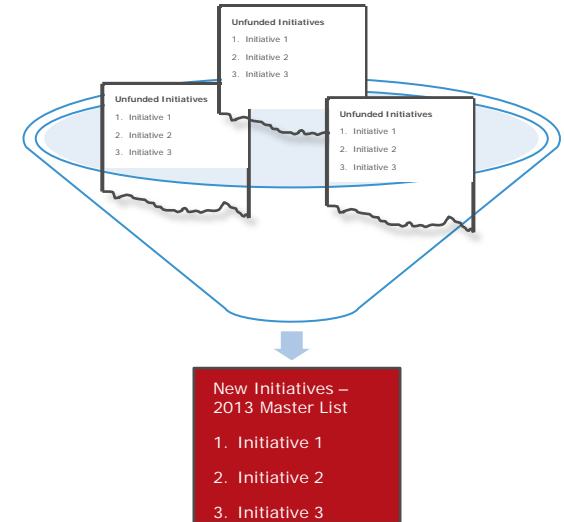 Unfunded Initiatives
1. Initiative 1
2. Initiative 2
3. Initiative 3
Unfunded Initiatives
1. Initiative 1
2. Initiative 2
3. Initiative 3
Unfunded Initiatives
1. Initiative 1
2. Initiative 2
3. Initiative 3
New Initiatives –
2013 Master List
1. Initiative 1
2. Initiative 2
3. Initiative 3